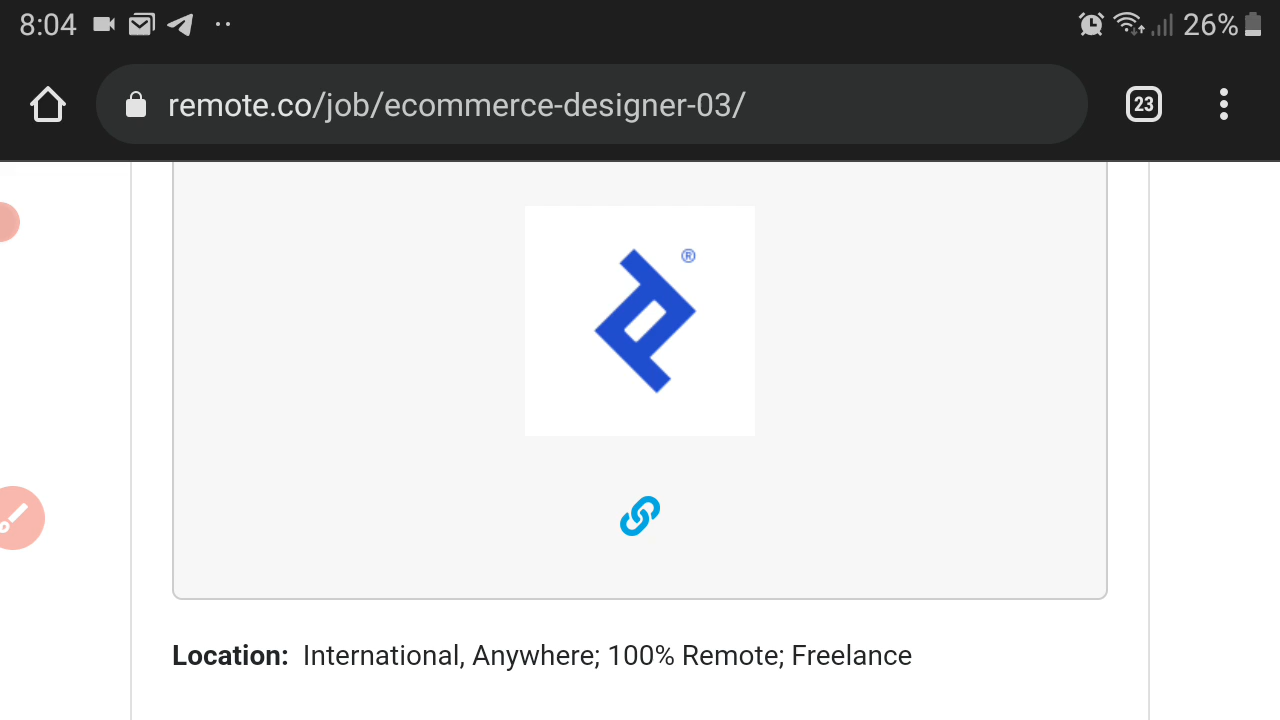 8:04
26%
remote.co/job/ecommerce-designer-03/
23
®
Location: International, Anywhere; 100% Remote; Freelance